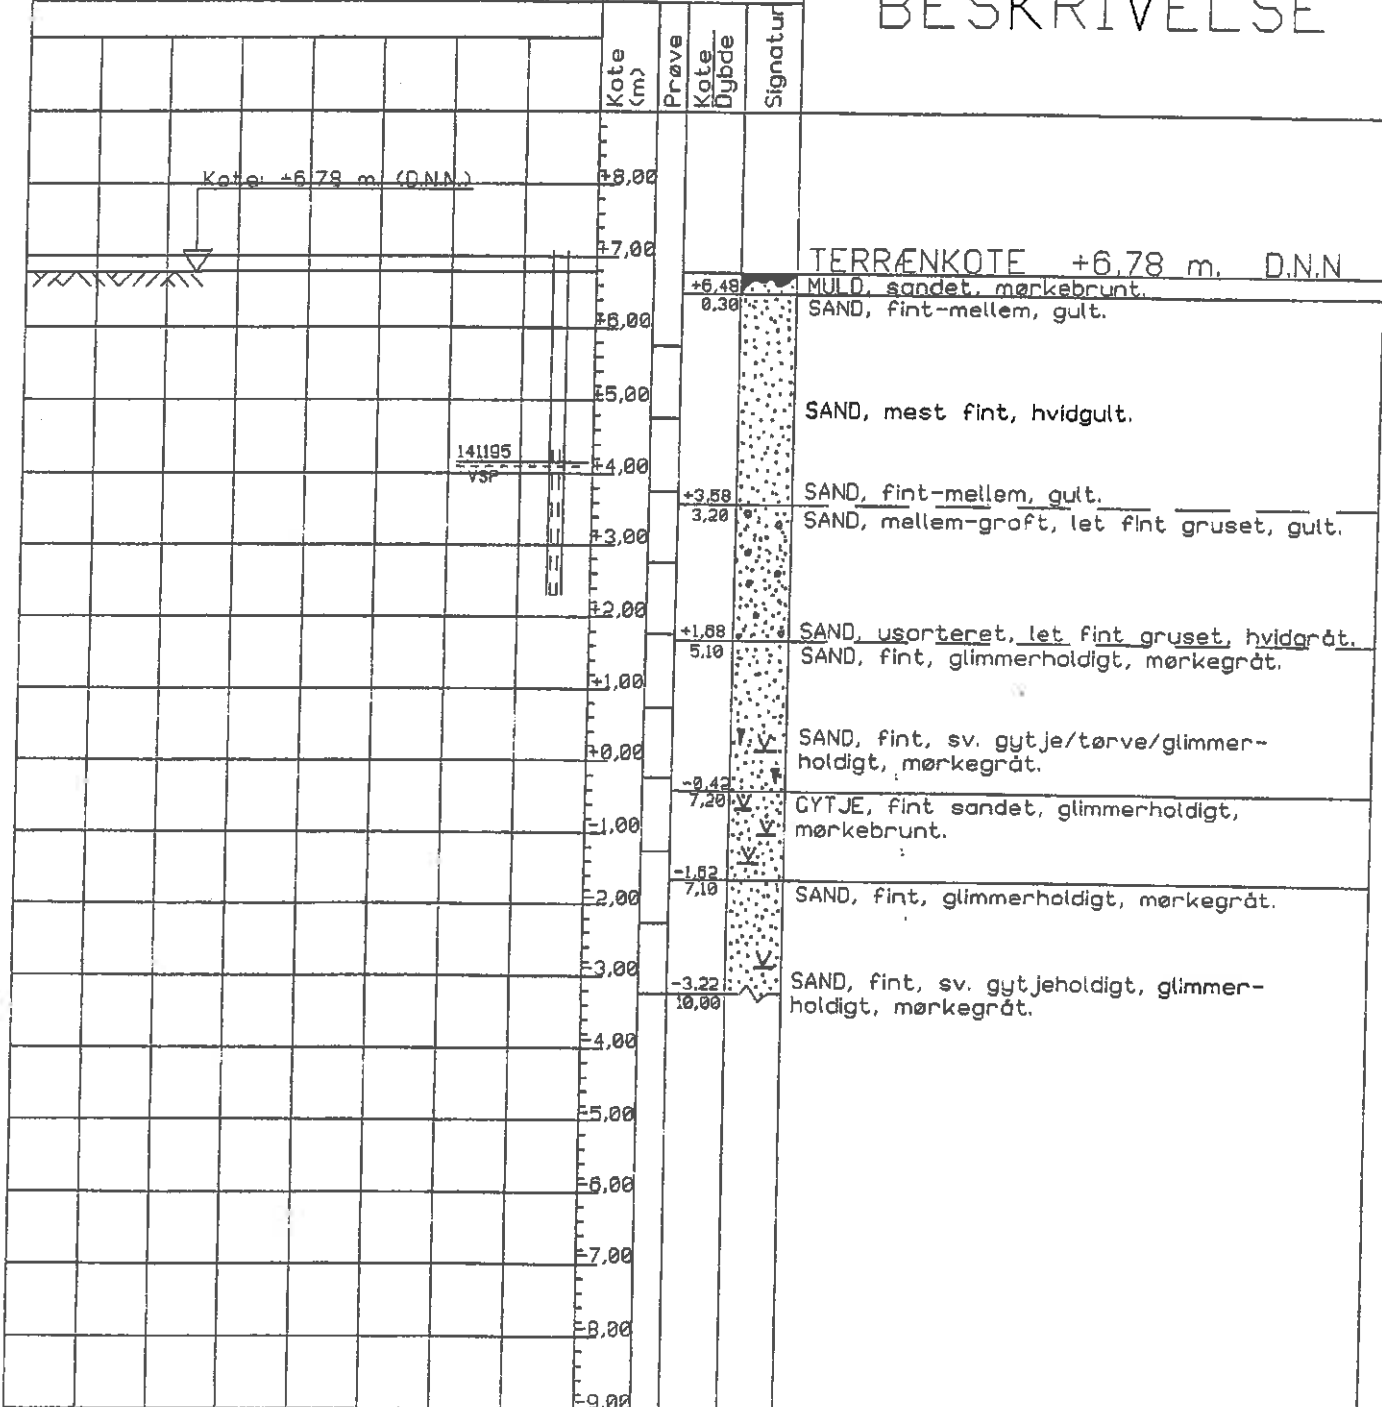 BESKRIVELSE
Kote (m)
Prøve
Kote
Dybde
Signatur
Kote: +6,78 m. (D.N.N.)
+8,00
+7,00
TERRÆNKOTE +6,78 m. D.N.N
+6,48
0,30
MULD, sandet, mørkebrunt.
SAND, fint-mellem, gult.
+6,00
+5,00
SAND, mest fint, hvidgult.
141195
VSP
+4,00
+3,58
3,20
SAND, fint-mellem, gult.
SAND, mellem-groft, let fint gruset, gult.
+3,00
+2,00
+1,68
5,10
SAND, usorteret, let fint gruset, hvidgråt.
SAND, fint, glimmerholdigt, mørkegråt.
+1,00
+0,00
SAND, fint, sv. gytje/tørve/glimmer-
holdigt, mørkegråt.
-0,42
7,20
GYTJE, fint sandet, glimmerholdigt,
mørkebrunt.
-1,00
-1,62
7,10
SAND, fint, glimmerholdigt, mørkegråt.
-2,00
-3,00
-3,22
10,00
SAND, fint, sv. gytjeholdigt, glimmer-
holdigt, mørkegråt.
-4,00
-5,00
-6,00
-7,00
-8,00
-9,00